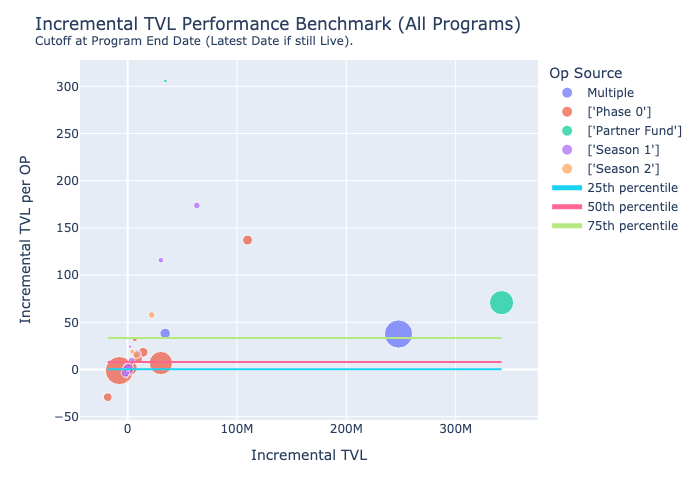 Incremental TVL Performance Benchmark (All Programs)
Cutoff at Program End Date (Latest Date if still Live).
Incremental TVL per OP
300
250
200
150
100
50
0
−50
0
100M
200M
300M
Incremental TVL
Op Source
Multiple
['Phase 0']
['Partner Fund']
['Season 1']
['Season 2']
25th percentile
50th percentile
75th percentile